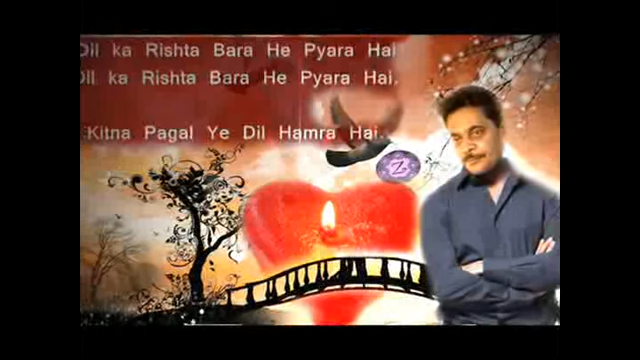 Dil ka Rishta Bara He Pyara Hai
Dil ka Rishta Bara He Pyara Hai.
Kitna Pagal Ye Dil Hamra Hai..
Z